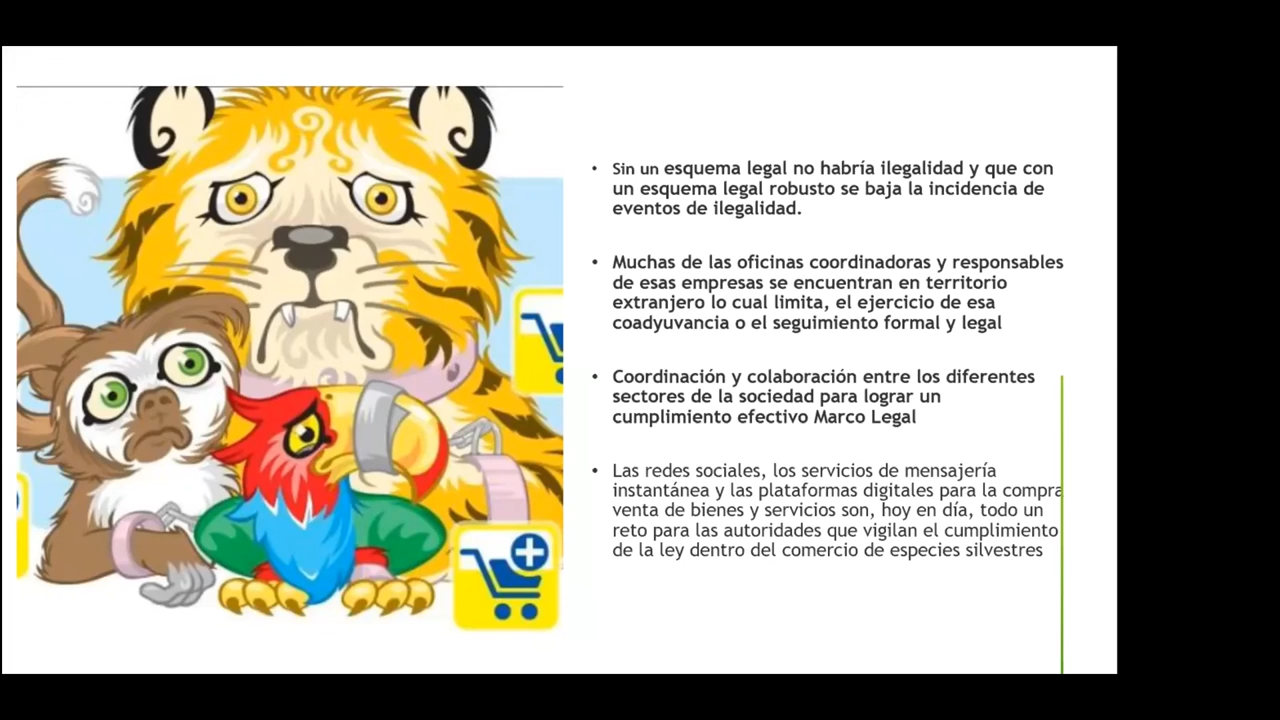 • Sin un esquema legal no habría ilegalidad y que con
un esquema legal robusto se baja la incidencia de
eventos de ilegalidad.
• Muchas de las oficinas coordinadoras y responsables
de esas empresas se encuentran en territorio
extranjero lo cual limita, el ejercicio de esa
coadyuvancia o el seguimiento formal y legal
• Coordinación y colaboración entre los diferentes
sectores de la sociedad para lograr un
cumplimiento efectivo Marco Legal
• Las redes sociales, los servicios de mensajería
instantánea y las plataformas digitales para la compra
venta de bienes y servicios son, hoy en día, todo un
reto para las autoridades que vigilan el cumplimiento
de la ley dentro del comercio de especies silvestres